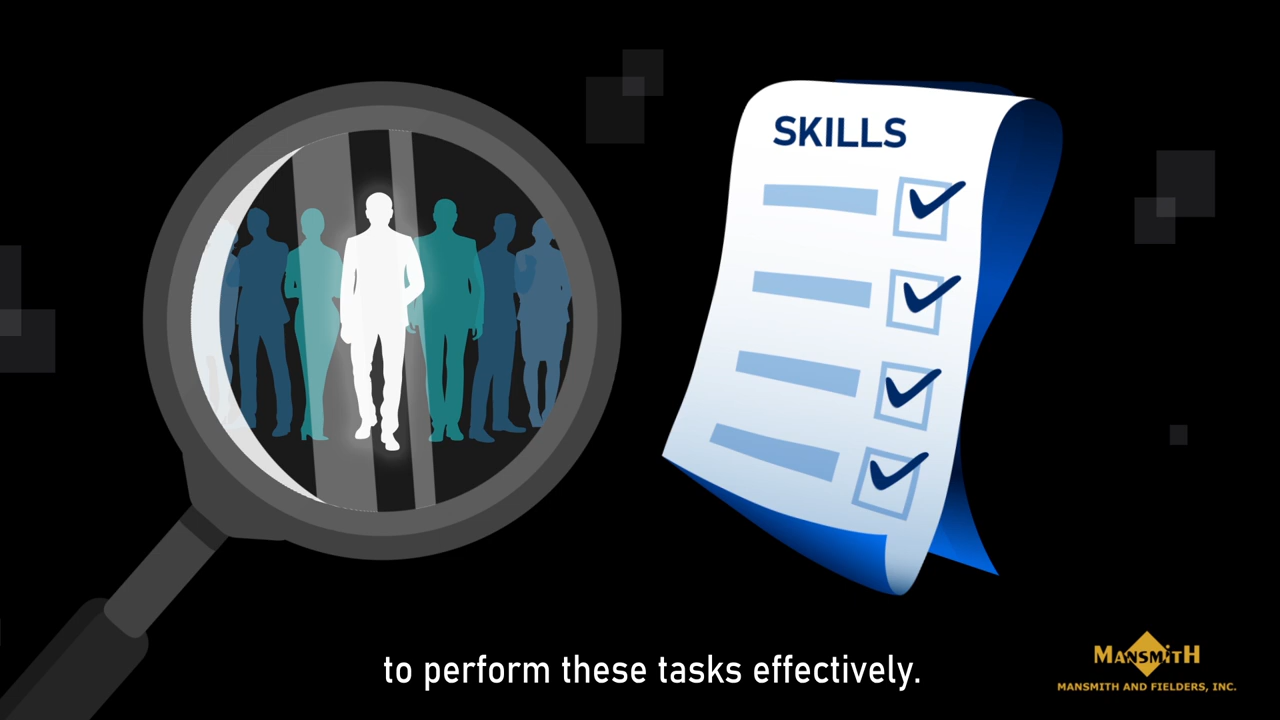 SKILLS
to perform these tasks effectively.
MANSMITH
MANSMITH AND FIELDERS, INC.